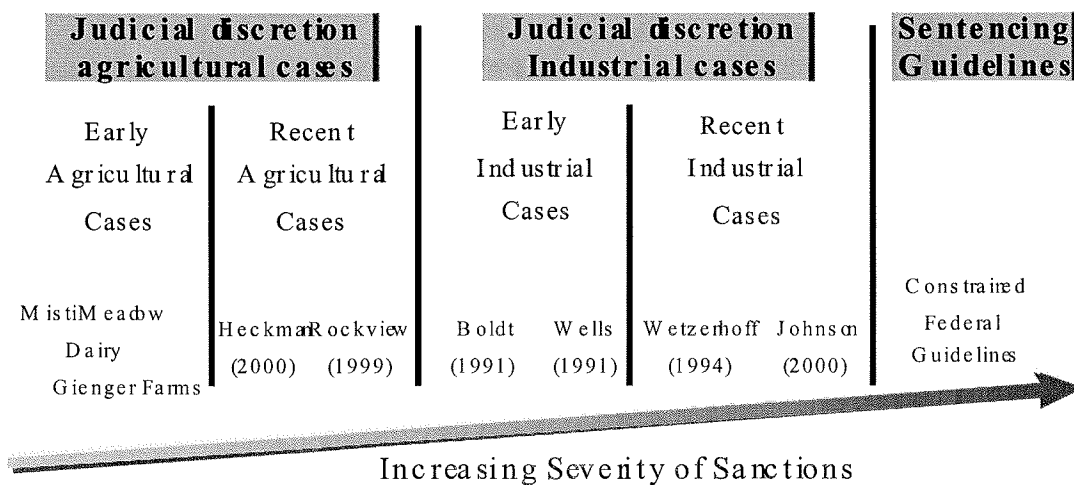 Judicial discretion
agricultural cases
Judicial discretion
Industrial cases
Sentencing
Guidelines
Early
Agricultural
Cases
Recent
Agricultural
Cases
Early
Industrial
Cases
Recent
Industrial
Cases
MistiMeadow
Dairy
Gienger Farms
Heckman
(2000)
Rockview
(1999)
Boldt
(1991)
Wells
(1991)
Wetzerhoff
(1994)
Johnson
(2000)
Constrained
Federal
Guidelines
Increasing Severity of Sanctions